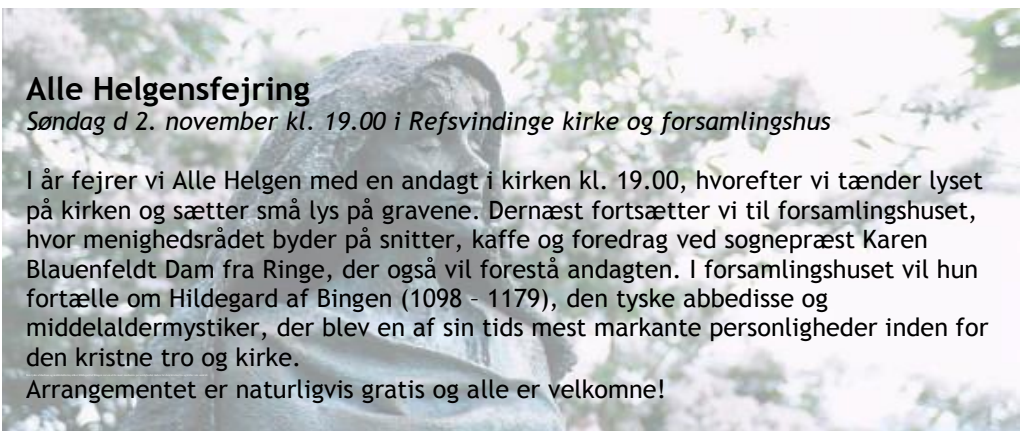 Alle Helgensfejring
Søndag d 2. november kl. 19.00 i Refsvindinge kirke og forsamlingshus
I år fejrer vi Alle Helgen med en andagt i kirken kl. 19.00, hvorefter vi tænder lyset
på kirken og sætter små lys på gravene. Dernæst fortsætter vi til forsamlingshuset,
hvor menighedsrådet byder på snitter, kaffe og foredrag ved sognepræst Karen
Blauenfeldt Dam fra Ringe, der også vil forestå andagten. I forsamlingshuset vil hun
fortælle om Hildegard af Bingen (1098 – 1179), den tyske abbedisse og
middelaldermystiker, der blev en af sin tids mest markante personligheder inden for
den kristne tro og kirke.
Arrangementet er naturligvis gratis og alle er velkomne!